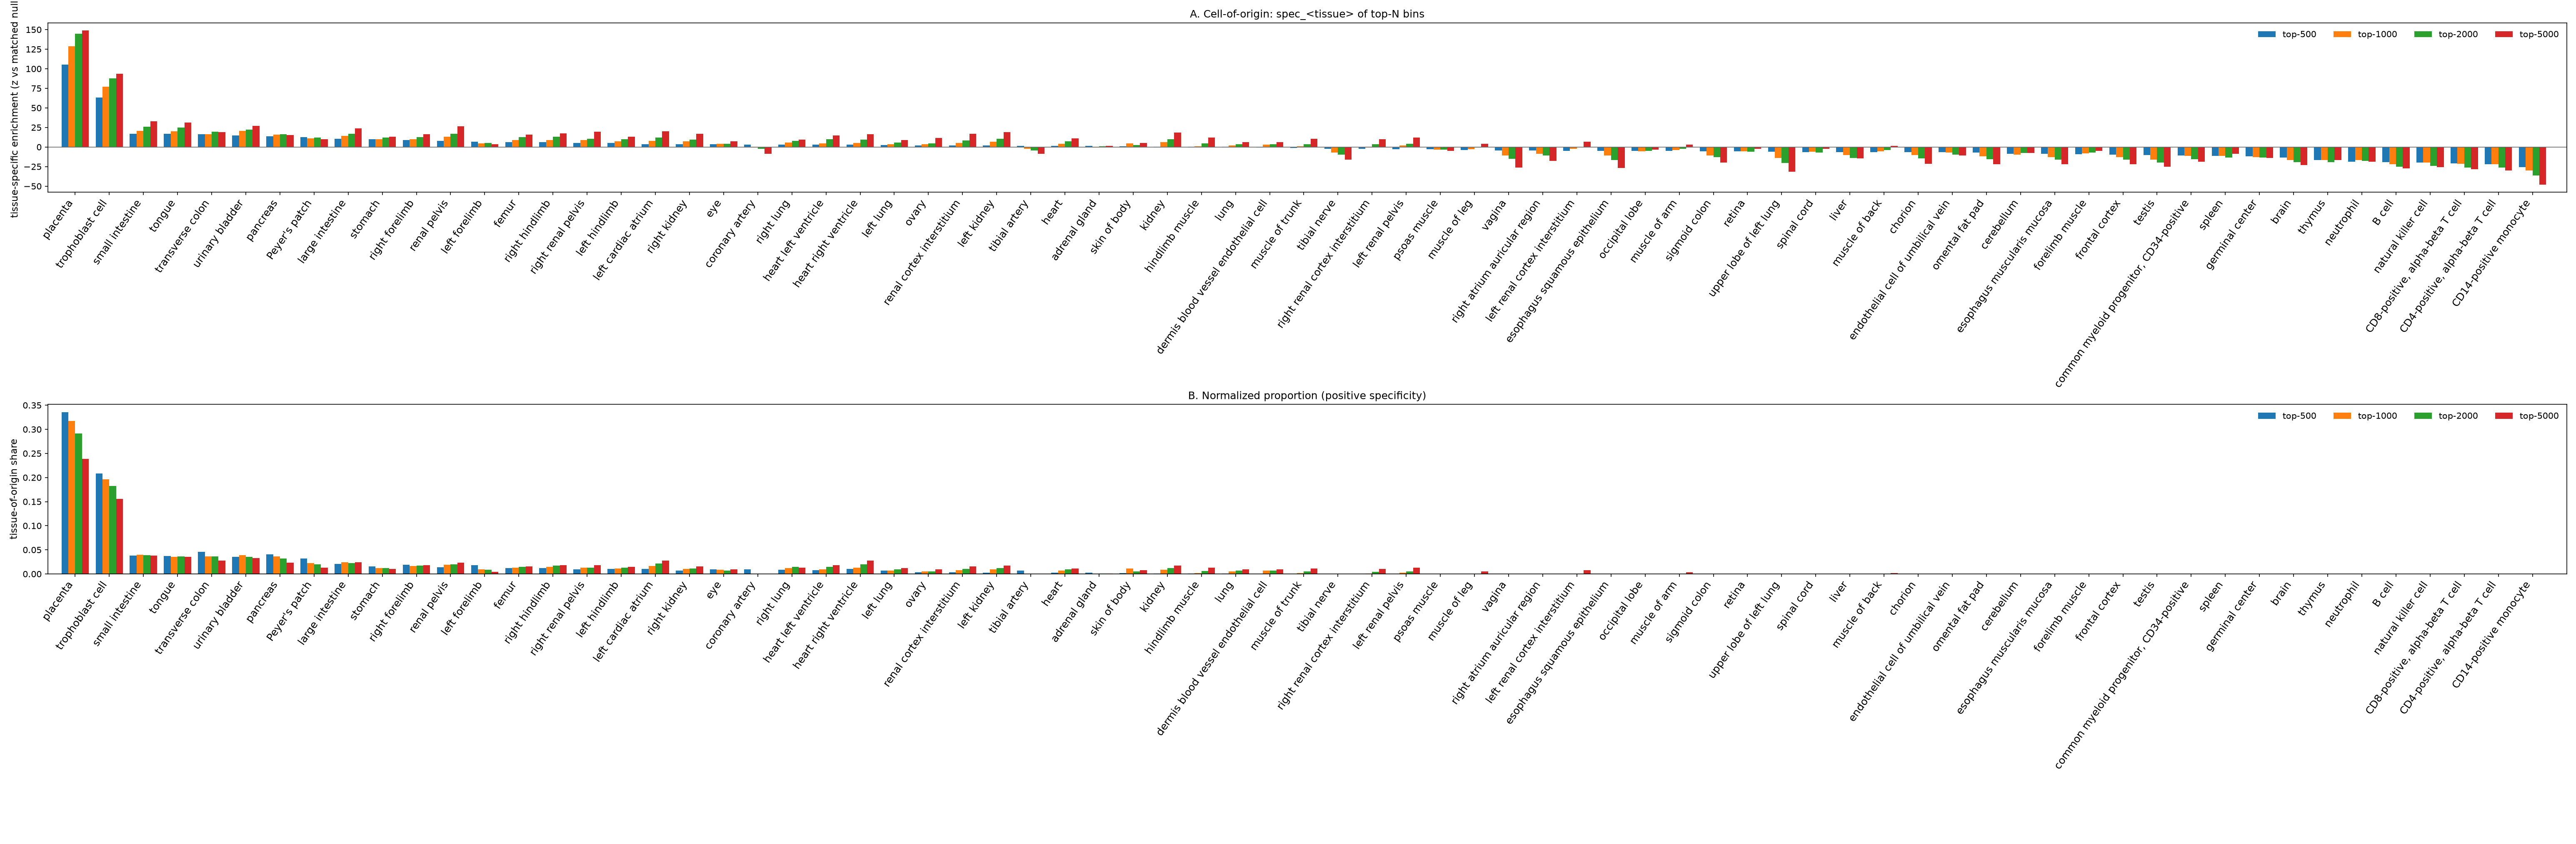 A. Cell-of-origin: spec_<tissue> of top-N bins
tissue-specific enrichment (z vs matched null
150
125
100
75
50
25
0
−25
−50
top-500
top-1000
top-2000
top-5000
placenta
trophoblast cell
small intestine
tongue
transverse colon
urinary bladder
pancreas
Peyer's patch
large intestine
stomach
right forelimb
renal pelvis
left forelimb
femur
right hindlimb
right renal pelvis
left hindlimb
left cardiac atrium
right kidney
eye
coronary artery
right lung
heart left ventricle
heart right ventricle
left lung
ovary
renal cortex interstitium
left kidney
tibial artery
heart
adrenal gland
skin of body
kidney
hindlimb muscle
lung
dermis blood vessel endothelial cell
muscle of trunk
tibial nerve
right renal cortex interstitium
left renal pelvis
psoas muscle
muscle of leg
vagina
right atrium auricular region
left renal cortex interstitium
esophagus squamous epithelium
occipital lobe
muscle of arm
sigmoid colon
retina
upper lobe of left lung
spinal cord
liver
muscle of back
chorion
endothelial cell of umbilical vein
omental fat pad
cerebellum
esophagus muscularis mucosa
forelimb muscle
frontal cortex
testis
common myeloid progenitor, CD34-positive
spleen
germinal center
brain
thymus
neutrophil
B cell
natural killer cell
CD8-positive, alpha-beta T cell
CD4-positive, alpha-beta T cell
CD14-positive monocyte
B. Normalized proportion (positive specificity)
tissue-of-origin share
0.35
0.30
0.25
0.20
0.15
0.10
0.05
0.00
top-500
top-1000
top-2000
top-5000
placenta
trophoblast cell
small intestine
tongue
transverse colon
urinary bladder
pancreas
Peyer's patch
large intestine
stomach
right forelimb
renal pelvis
left forelimb
femur
right hindlimb
right renal pelvis
left hindlimb
left cardiac atrium
right kidney
eye
coronary artery
right lung
heart left ventricle
heart right ventricle
left lung
ovary
renal cortex interstitium
left kidney
tibial artery
heart
adrenal gland
skin of body
kidney
hindlimb muscle
lung
dermis blood vessel endothelial cell
muscle of trunk
tibial nerve
right renal cortex interstitium
left renal pelvis
psoas muscle
muscle of leg
vagina
right atrium auricular region
left renal cortex interstitium
esophagus squamous epithelium
occipital lobe
muscle of arm
sigmoid colon
retina
upper lobe of left lung
spinal cord
liver
muscle of back
chorion
endothelial cell of umbilical vein
omental fat pad
cerebellum
esophagus muscularis mucosa
forelimb muscle
frontal cortex
testis
common myeloid progenitor, CD34-positive
spleen
germinal center
brain
thymus
neutrophil
B cell
natural killer cell
CD8-positive, alpha-beta T cell
CD4-positive, alpha-beta T cell
CD14-positive monocyte